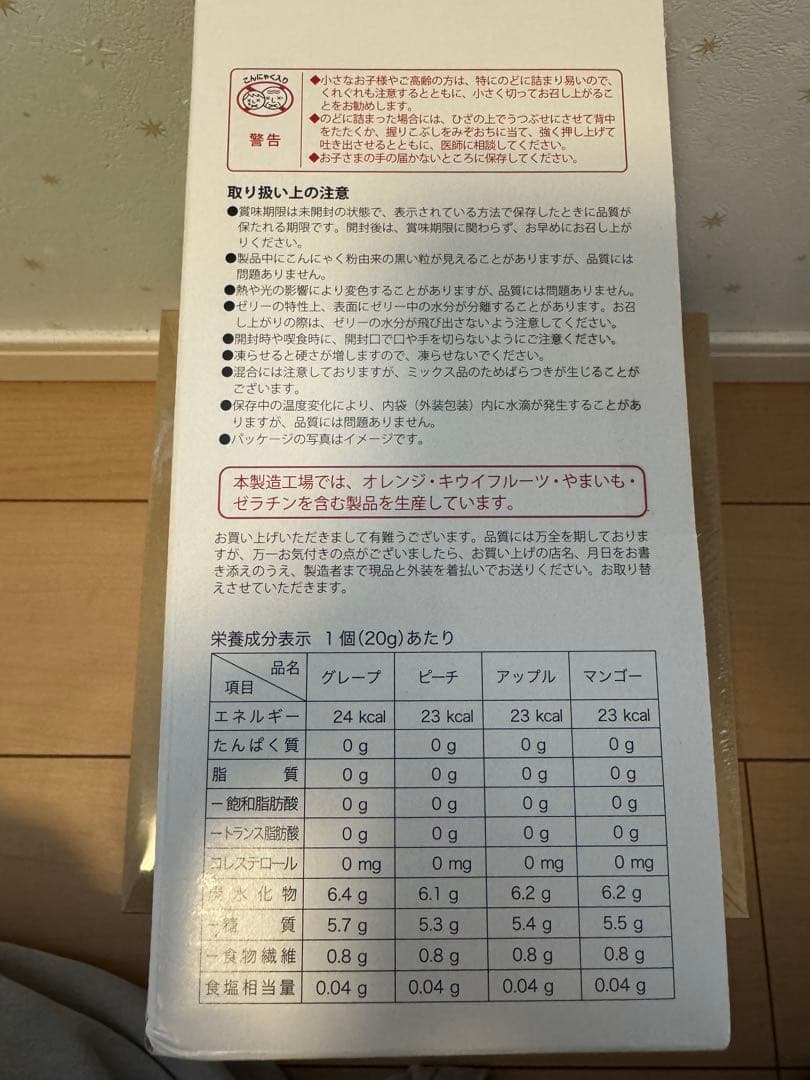 こんにゃく入り
警告
◆小さなお子様やご高齢の方は、特にのどに詰まり易いので、
くれぐれも注意するとともに、小さく切ってお召し上がるこ
とをお勧めします。
◆のどに詰まった場合には、ひざの上でうつぶせにさせて背中
をたたくか、握りこぶしをみぞおちに当て、強く押し上げて
吐き出させるとともに、医師に相談してください。
◆お子さまの手の届かないところに保存してください。
取り扱い上の注意
●賞味期限は未開封の状態で、表示されている方法で保存したときに品質が
保たれる期限です。開封後は、賞味期限に関わらず、お早めにお召し上が
りください。
●製品中にこんにゃく粉由来の黒い粒が見えることがありますが、品質には
問題ありません。
●熱や光の影響により変色することがありますが、品質には問題ありません。
●ゼリーの特性上、表面にゼリー中の水分が分離することがあります。お召
し上がりの際は、ゼリーの水分が飛び出さないよう注意してください。
●開封時や喫食時に、開封口で口や手を切らないようにご注意ください。
●凍らせると硬さが増しますので、凍らせないでください。
●混合には注意しておりますが、ミックス品のためばらつきが生じることが
ございます。
●保存中の温度変化により、内袋（外装包装）内に水滴が発生することがあ
りますが、品質には問題ありません。
●パッケージの写真はイメージです。
本製造工場では、オレンジ・キウイフルーツ・やまいも・
ゼラチンを含む製品を生産しています。
お買い上げいただきまして有難うございます。品質には万全を期しておりま
すが、万一お気付きの点がございましたら、お買い上げの店名、月日をお書
き添えのうえ、製造者まで現品と外装を着払いでお送りください。お取り替
えさせていただきます。
栄養成分表示 1個(20g)あたり
品名 項目 グレープ ピーチ アップル マンゴー
エネルギー 24 kcal 23 kcal 23 kcal 23 kcal
たんぱく質 0 g 0 g 0 g 0 g
脂質 0 g 0 g 0 g 0 g
－飽和脂肪酸 0 g 0 g 0 g 0 g
－トランス脂肪酸 0 g 0 g 0 g 0 g
コレステロール 0 mg 0 mg 0 mg 0 mg
炭水化物 6.4 g 6.1 g 6.2 g 6.2 g
－糖質 5.7 g 5.3 g 5.4 g 5.5 g
－食物繊維 0.8 g 0.8 g 0.8 g 0.8 g
食塩相当量 0.04 g 0.04 g 0.04 g 0.04 g